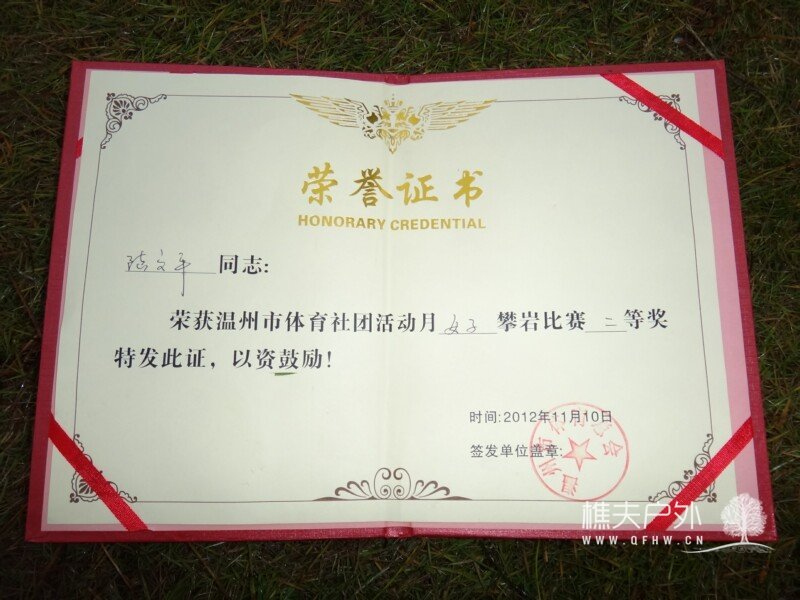 荣誉证书
HONORARY CREDENTIAL
陆文平 同志:
荣获温州市体育社团活动月 女子 攀岩比赛 二 等奖
特发此证，以资鼓励！
时间:2012年11月10日
签发单位盖章:
樵夫户外
WWW.QFHW.CN